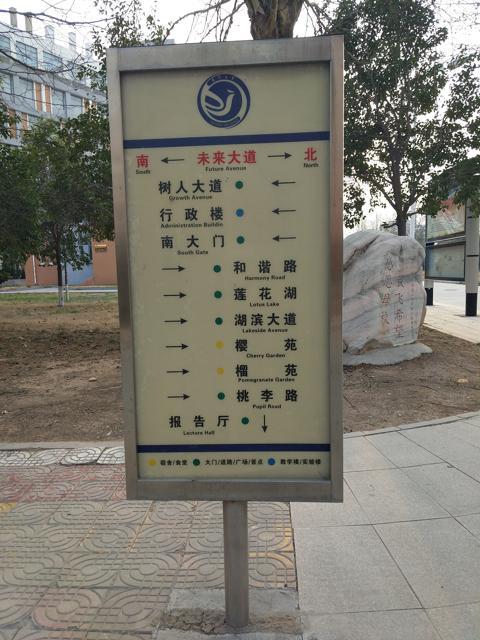 南 ← 未来大道 → 北
South Future Avenue North
树人大道 ←
Growth Avenue
行政楼 ←
Administration Buildin
南大门 ←
South Gate
→ 和谐路
Harmony Road
→ 莲花湖
Lotus Lake
→ 湖滨大道
Lakeside Avenue
→ 樱苑
Cherry Garden
→ 榴苑
Pomegranate Garden
→ 桃李路
Pupil Road
报告厅 ↓
Lecture Hall
宿舍/食堂 大门/道路/广场/景点 教学楼/实验楼